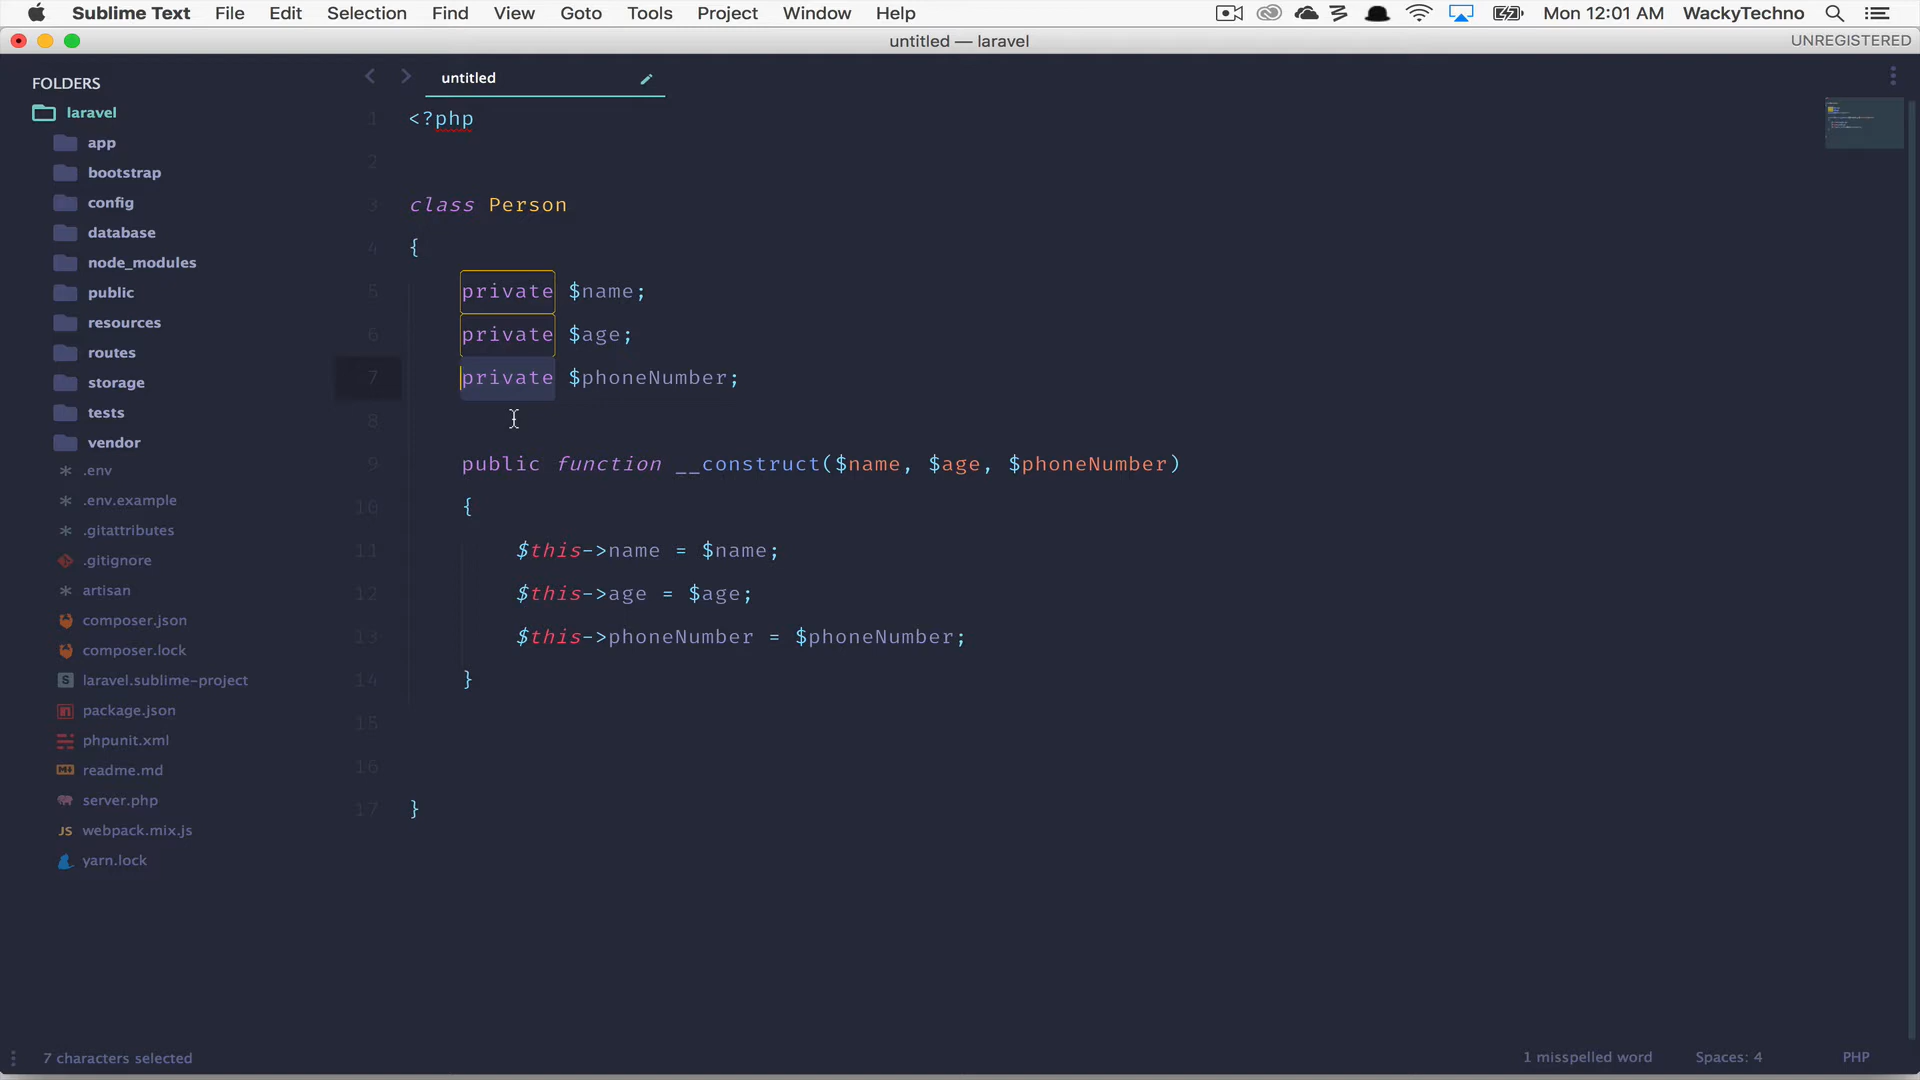 Sublime Text File Edit Selection Find View Goto Tools Project Window Help Mon 12:01 AM WackyTechno
untitled — laravel UNREGISTERED
FOLDERS
laravel
app
bootstrap
config
database
node_modules
public
resources
routes
storage
tests
vendor
.env
.env.example
.gitattributes
.gitignore
artisan
composer.json
composer.lock
laravel.sublime-project
package.json
phpunit.xml
readme.md
server.php
JS webpack.mix.js
yarn.lock
untitled
1 <?php
2
3 class Person
4 {
5 private $name;
6 private $age;
7 private $phoneNumber;
8
9 public function __construct($name, $age, $phoneNumber)
10 {
11 $this->name = $name;
12 $this->age = $age;
13 $this->phoneNumber = $phoneNumber;
14 }
15
16
17 }
7 characters selected 1 misspelled word Spaces: 4 PHP